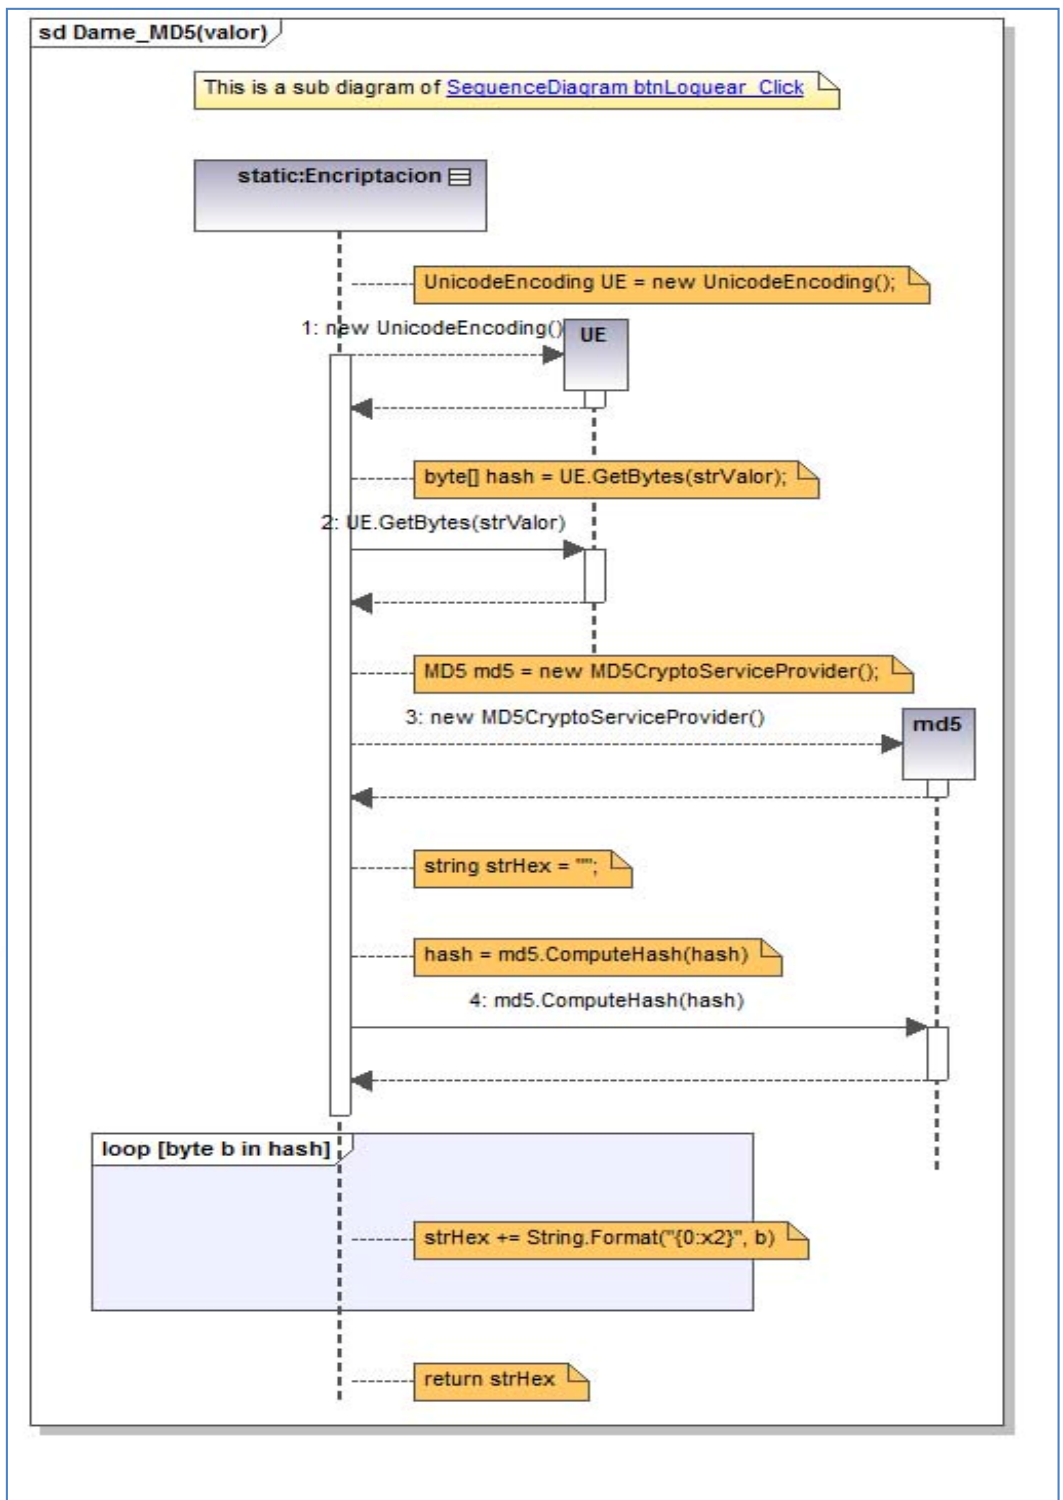 sd Dame_MD5(valor)
This is a sub diagram of SequenceDiagram btnLoquear_Click
static:Encriptacion
UnicodeEncoding UE = new UnicodeEncoding();
1: new UnicodeEncoding()
UE
byte[] hash = UE.GetBytes(strValor);
2: UE.GetBytes(strValor)
MD5 md5 = new MD5CryptoServiceProvider();
3: new MD5CryptoServiceProvider()
md5
string strHex = "";
hash = md5.ComputeHash(hash)
4: md5.ComputeHash(hash)
loop [byte b in hash]
strHex += String.Format("{0:x2}", b)
return strHex